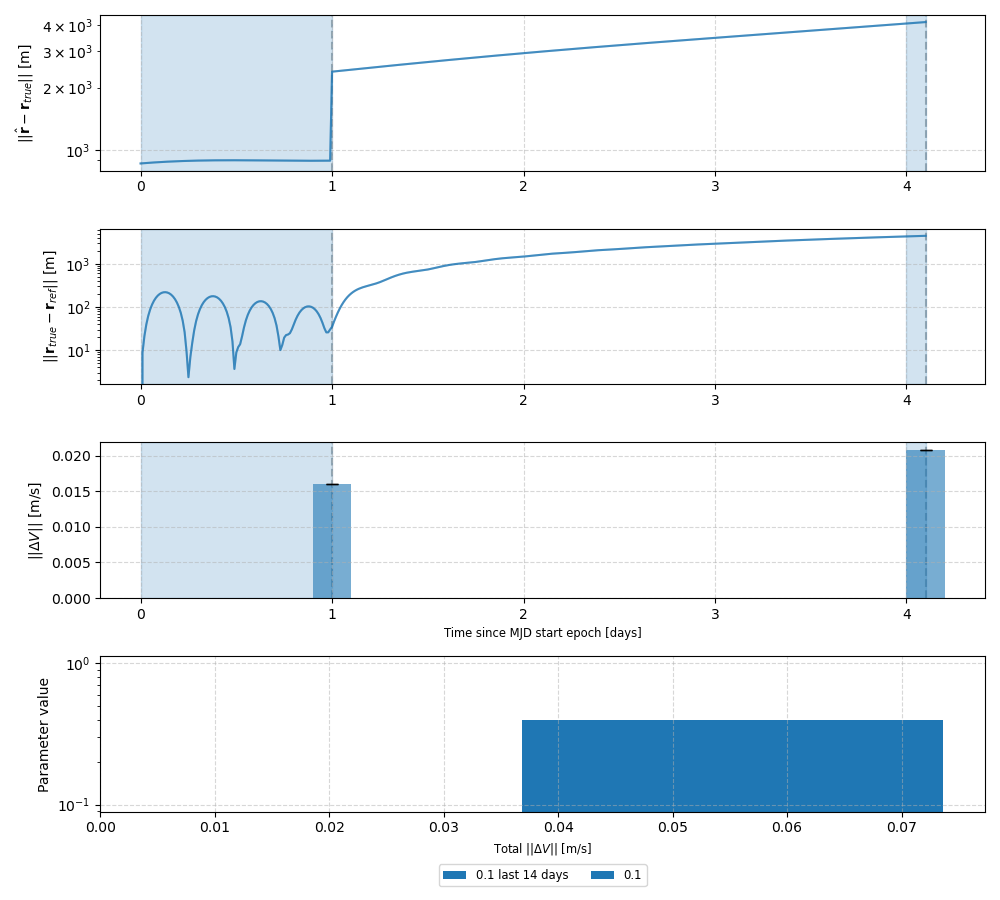 4 × 10³
3 × 10³
2 × 10³
10³
||r̂ − r_true|| [m]
0 1 2 3 4
10³
10²
10¹
||r_true − r_ref|| [m]
0 1 2 3 4
0.020
0.015
0.010
0.005
0.000
||ΔV|| [m/s]
0 1 2 3 4
Time since MJD start epoch [days]
10⁰
10⁻¹
Parameter value
0.00 0.01 0.02 0.03 0.04 0.05 0.06 0.07
Total ||ΔV|| [m/s]
0.1 last 14 days 0.1